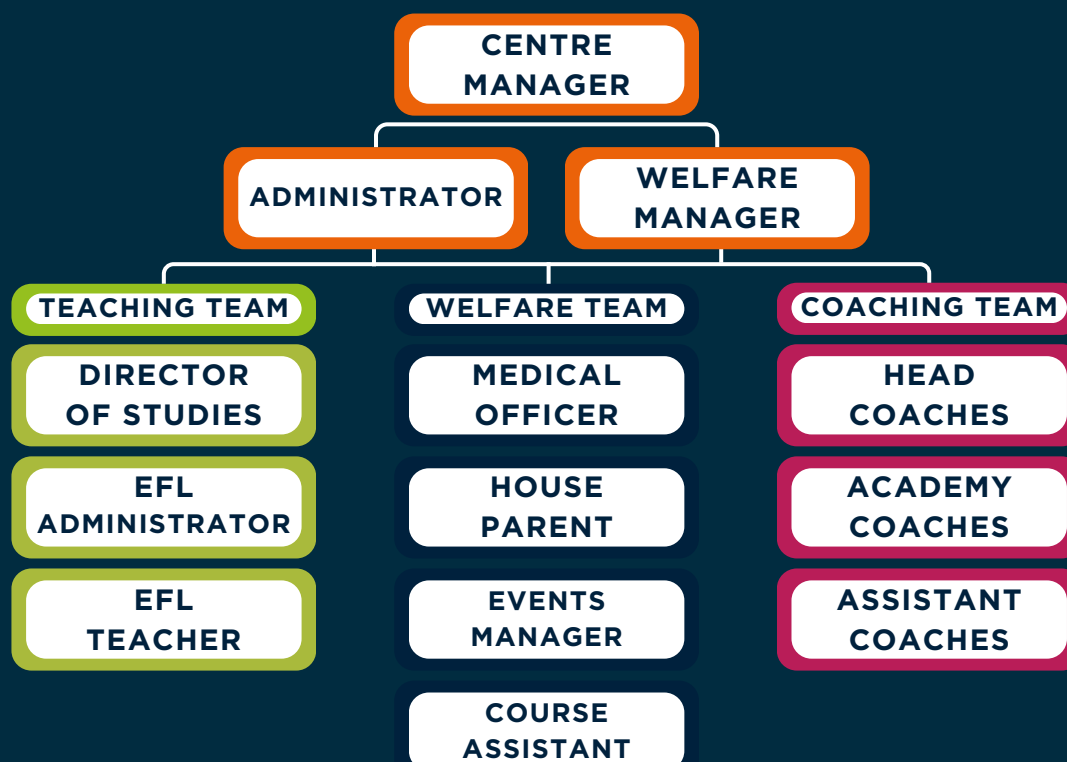 CENTRE
MANAGER
ADMINISTRATOR
WELFARE
MANAGER
TEACHING TEAM
DIRECTOR
OF STUDIES
EFL
ADMINISTRATOR
EFL
TEACHER
WELFARE TEAM
MEDICAL
OFFICER
HOUSE
PARENT
EVENTS
MANAGER
COURSE
ASSISTANT
COACHING TEAM
HEAD
COACHES
ACADEMY
COACHES
ASSISTANT
COACHES